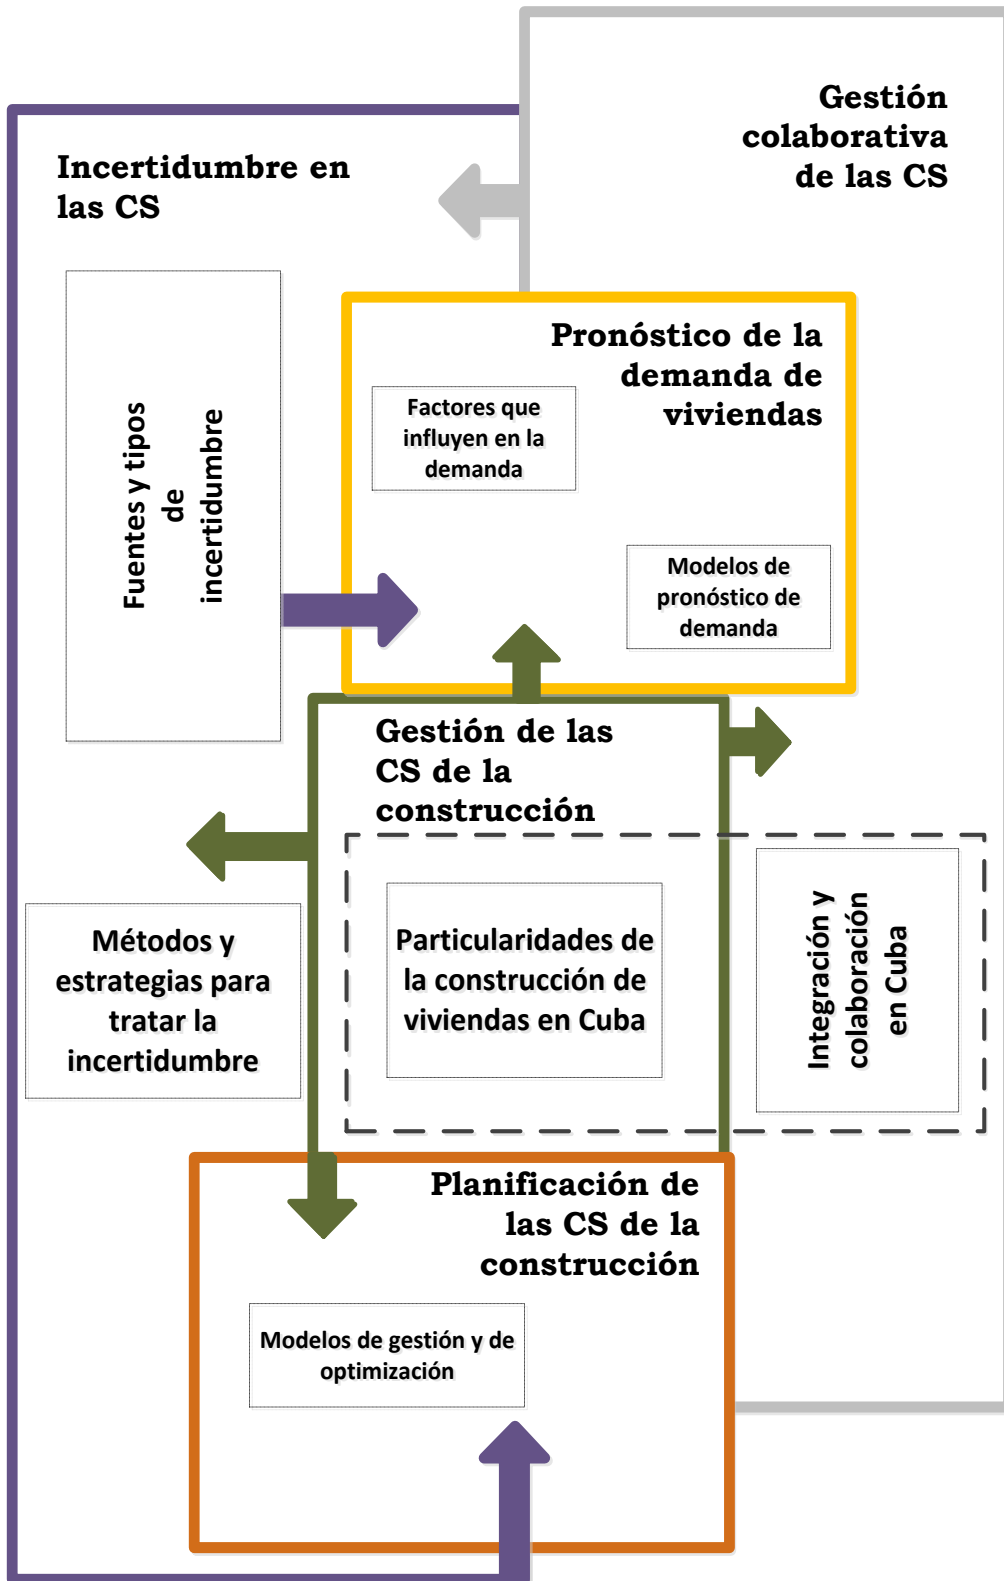 Gestión
colaborativa
de las CS
Incertidumbre en
las CS
Fuentes y tipos
de
incertidumbre
Pronóstico de la
demanda de
viviendas
Factores que
influyen en la
demanda
Modelos de
pronóstico de
demanda
Gestión de las
CS de la
construcción
Métodos y
estrategias para
tratar la
incertidumbre
Particularidades de
la construcción de
viviendas en Cuba
Integración y
colaboración
en Cuba
Planificación de
las CS de la
construcción
Modelos de gestión y de
optimización